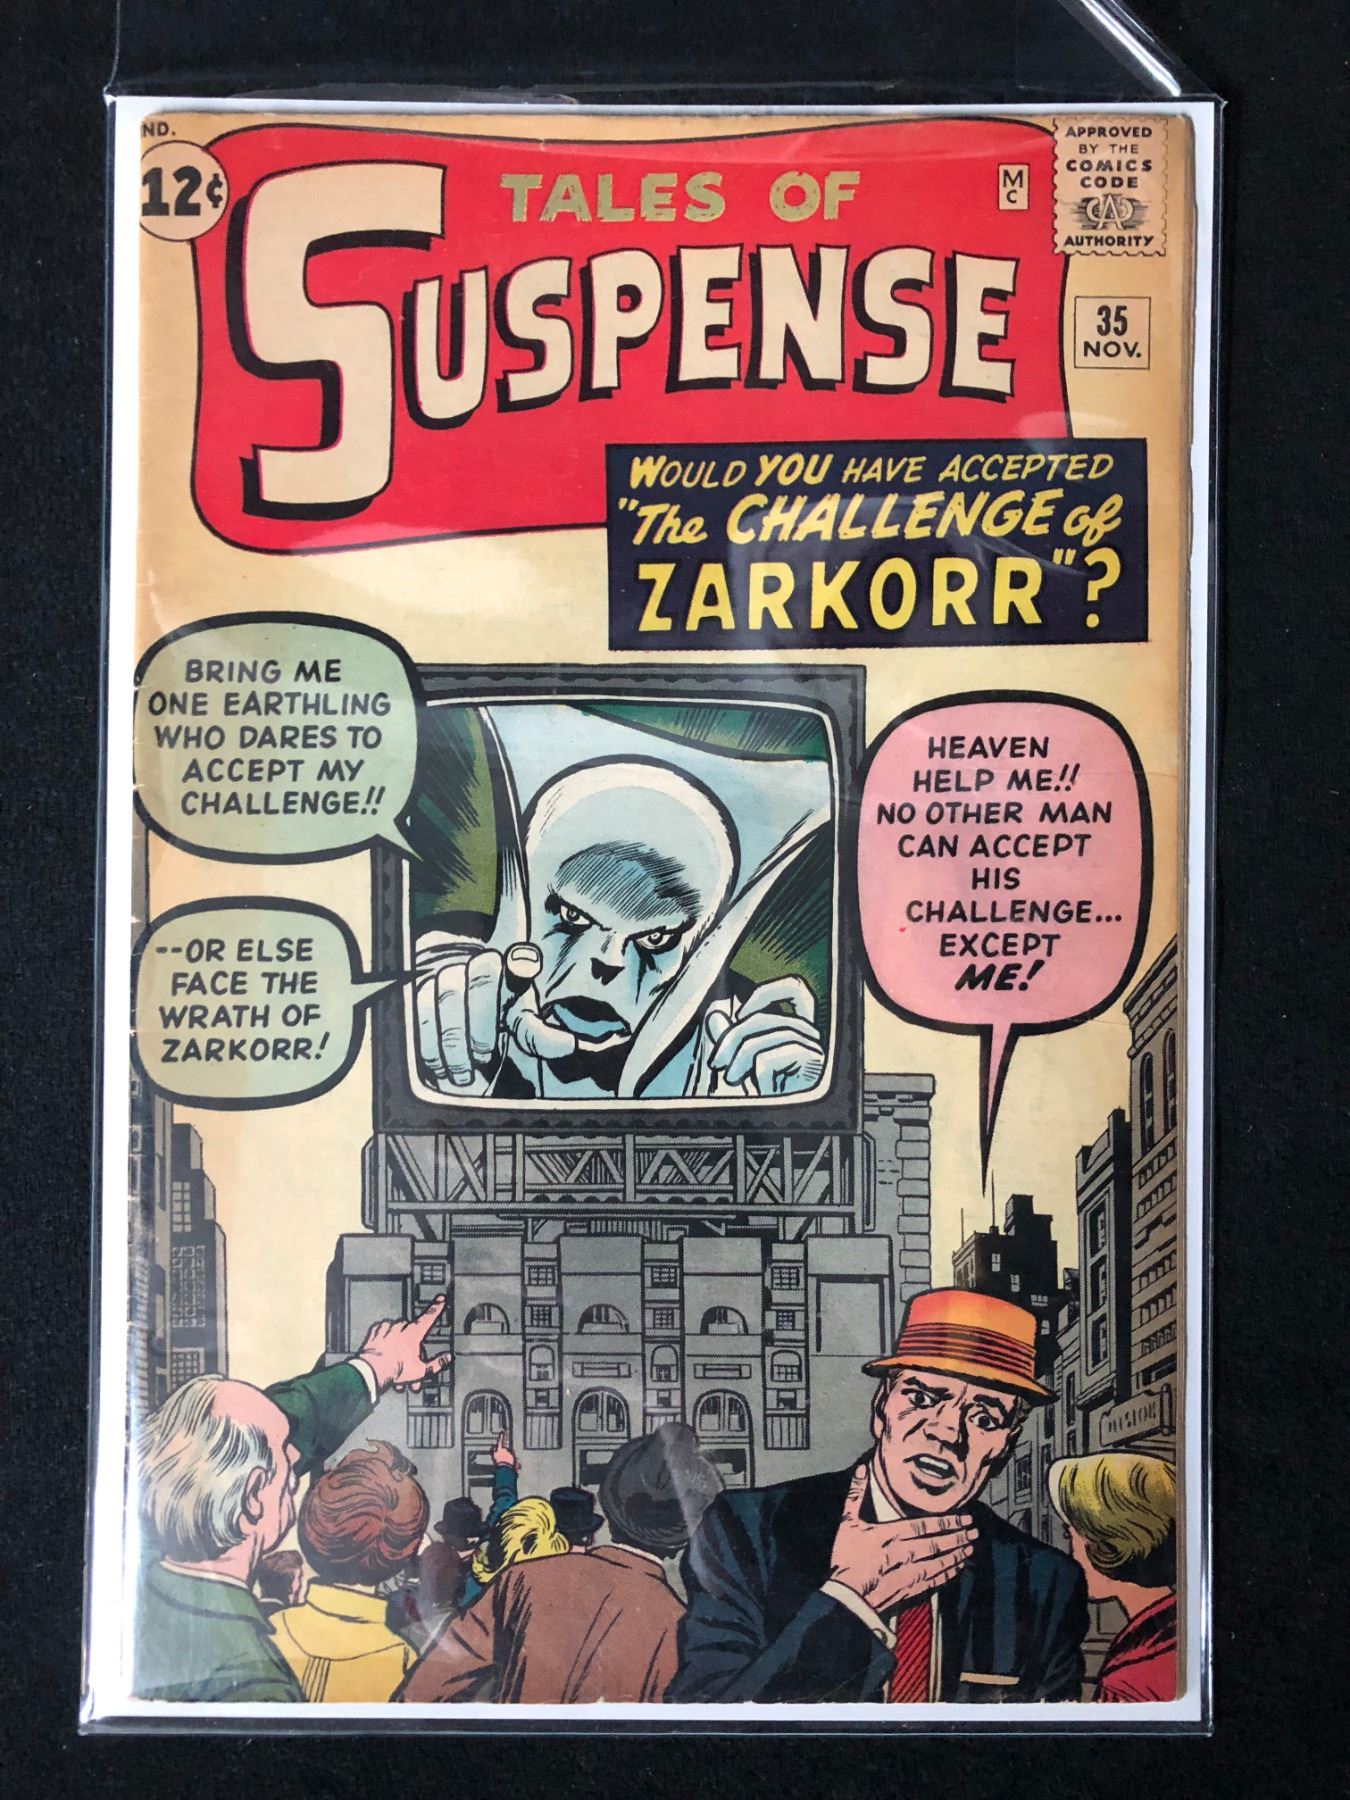 ND.
12¢
TALES OF
SUSPENSE
M
C
APPROVED
BY THE
COMICS
CODE
CA
AUTHORITY
35
NOV.
WOULD YOU HAVE ACCEPTED
"The CHALLENGE of
ZARKORR"?
BRING ME
ONE EARTHLING
WHO DARES TO
ACCEPT MY
CHALLENGE!!
--OR ELSE
FACE THE
WRATH OF
ZARKORR!
HEAVEN
HELP ME!!
NO OTHER MAN
CAN ACCEPT
HIS
CHALLENGE...
EXCEPT
ME!